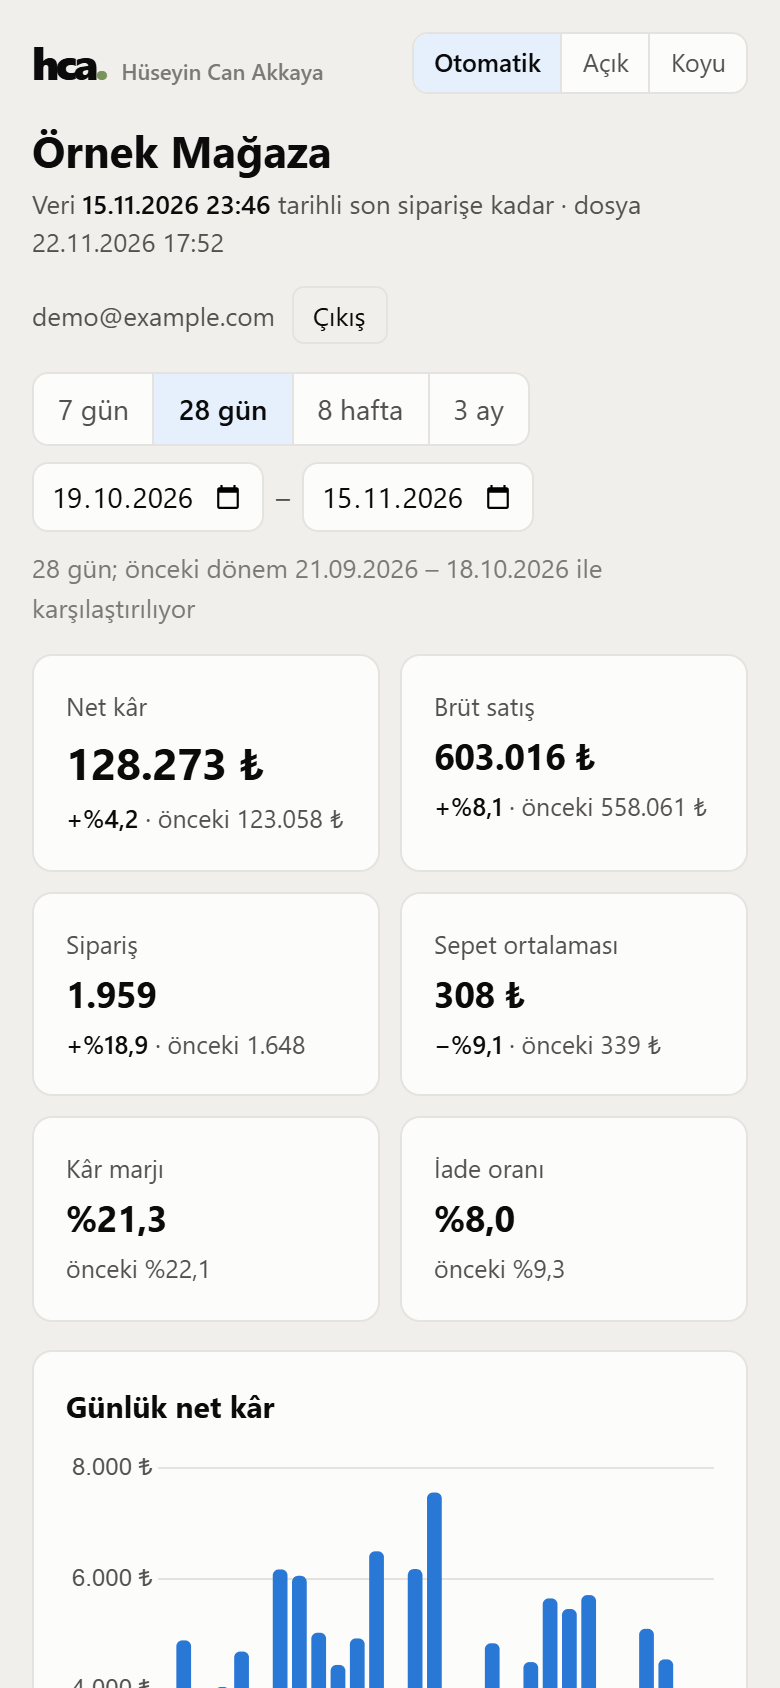 hca. Hüseyin Can Akkaya
Otomatik Açık Koyu
Örnek Mağaza
Veri 15.11.2026 23:46 tarihli son siparişe kadar · dosya
22.11.2026 17:52
demo@example.com Çıkış
7 gün 28 gün 8 hafta 3 ay
19.10.2026 – 15.11.2026
28 gün; önceki dönem 21.09.2026 – 18.10.2026 ile
karşılaştırılıyor
Net kâr
128.273 ₺
+%4,2 · önceki 123.058 ₺
Brüt satış
603.016 ₺
+%8,1 · önceki 558.061 ₺
Sipariş
1.959
+%18,9 · önceki 1.648
Sepet ortalaması
308 ₺
−%9,1 · önceki 339 ₺
Kâr marjı
%21,3
önceki %22,1
İade oranı
%8,0
önceki %9,3
Günlük net kâr
8.000 ₺
6.000 ₺
4.000 ₺